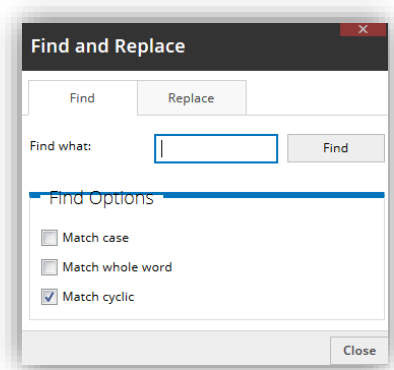 Find and Replace
Find Replace
Find what: Find
Find Options
Match case
Match whole word
Match cyclic
Close